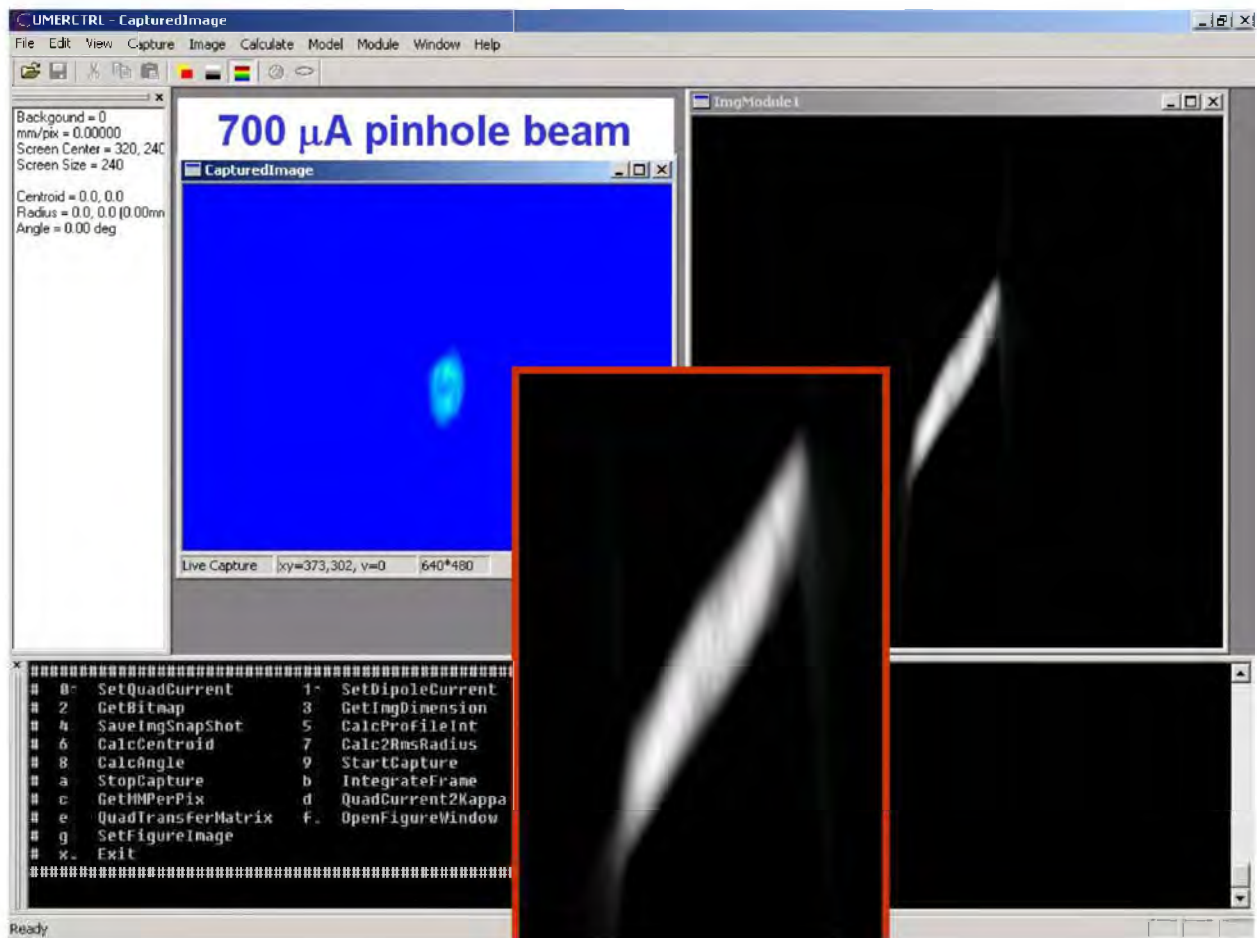 UMERCTRL - CapturedImage
File Edit View Capture Image Calculate Model Module Window Help
Backgound = 0
mm/pix = 0.00000
Screen Center = 320, 240
Screen Size = 240
Centroid = 0.0, 0.0
Radius = 0.0, 0.0 (0.00mm
Angle = 0.00 deg
700 μA pinhole beam
CapturedImage
Live Capture xy=373,302, v=0 640*480
ImgModule1
##################################################
# 0- SetQuadCurrent 1- SetDipoleCurrent
# 2 GetBitmap 3 GetImgDimension
# 4 SaveImgSnapShot 5 CalcProfileInt
# 6 CalcCentroid 7 Calc2RmsRadius
# 8 CalcAngle 9 StartCapture
# a StopCapture b IntegrateFrame
# c GetMMPerPix d QuadCurrent2Kappa
# e QuadTransferMatrix f. OpenFigureWindow
# g SetFigureImage
# x. Exit
##################################################
Ready